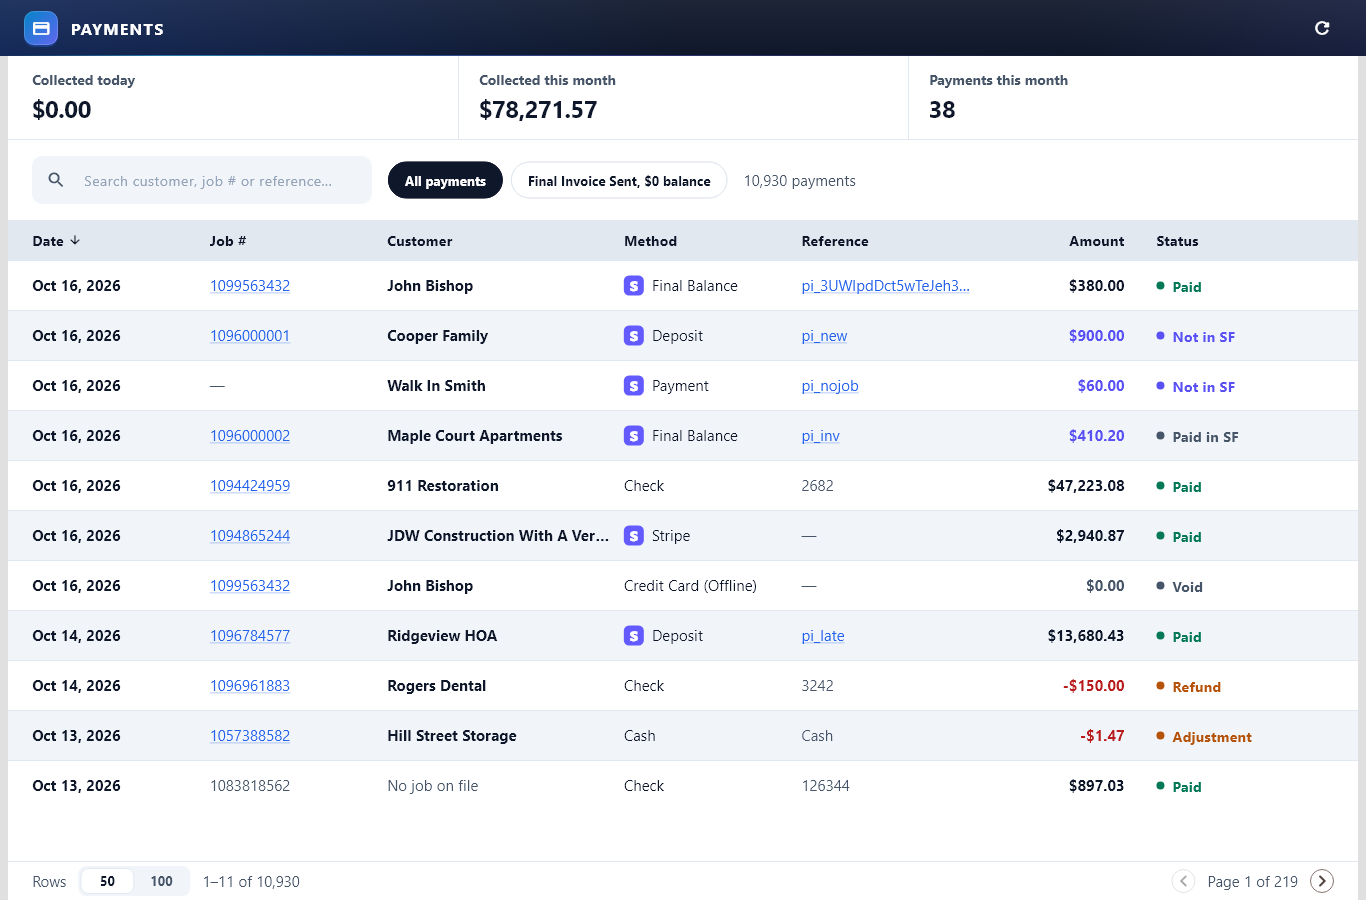 PAYMENTS
Collected today
$0.00
Collected this month
$78,271.57
Payments this month
38
Search customer, job # or reference...
All payments
Final Invoice Sent, $0 balance
10,930 payments
Date ↓ Job # Customer Method Reference Amount Status
Oct 16, 2026 1099563432 John Bishop S Final Balance pi_3UWIpdDct5wTeJeh3... $380.00 Paid
Oct 16, 2026 1096000001 Cooper Family S Deposit pi_new $900.00 Not in SF
Oct 16, 2026 — Walk In Smith S Payment pi_nojob $60.00 Not in SF
Oct 16, 2026 1096000002 Maple Court Apartments S Final Balance pi_inv $410.20 Paid in SF
Oct 16, 2026 1094424959 911 Restoration Check 2682 $47,223.08 Paid
Oct 16, 2026 1094865244 JDW Construction With A Ver... S Stripe — $2,940.87 Paid
Oct 16, 2026 1099563432 John Bishop Credit Card (Offline) — $0.00 Void
Oct 14, 2026 1096784577 Ridgeview HOA S Deposit pi_late $13,680.43 Paid
Oct 14, 2026 1096961883 Rogers Dental Check 3242 -$150.00 Refund
Oct 13, 2026 1057388582 Hill Street Storage Cash Cash -$1.47 Adjustment
Oct 13, 2026 1083818562 No job on file Check 126344 $897.03 Paid
Rows 50 100 1–11 of 10,930 Page 1 of 219